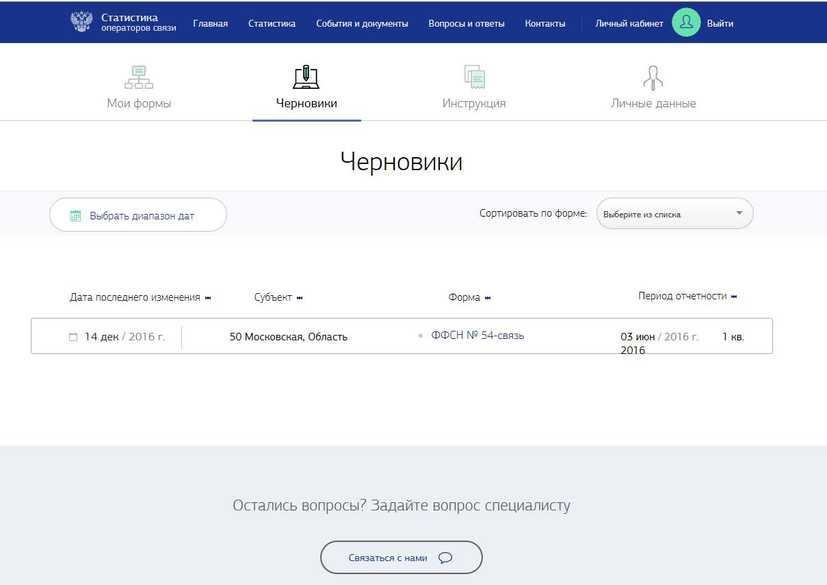 Статистика
операторов связи
Главная Статистика События и документы Вопросы и ответы Контакты Личный кабинет Выйти
Мои формы Черновики Инструкция Личные данные
Черновики
Выбрать диапазон дат Сортировать по форме: Выберите из списка
Дата последнего изменения Субъект Форма Период отчетности
14 дек / 2016 г. 50 Московская, Область ФФСН № 54-связь 03 июн / 2016 г. 1 кв.
2016
Остались вопросы? Задайте вопрос специалисту
Связаться с нами